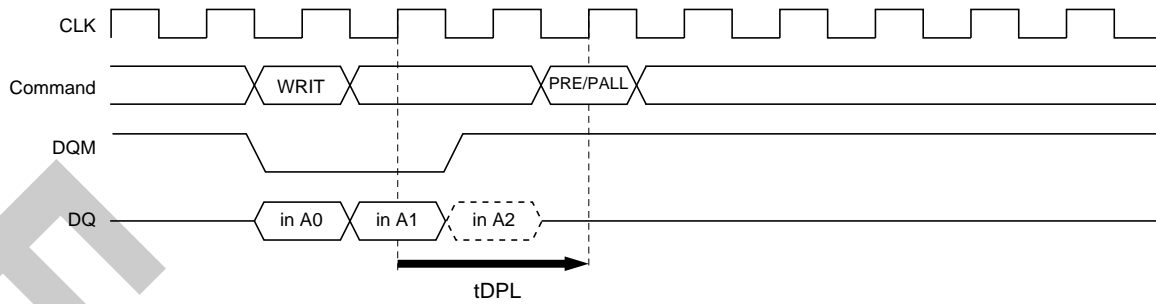 CLK
Command
WRIT
PRE/PALL
DQM
DQ
in A0
in A1
in A2
tDPL